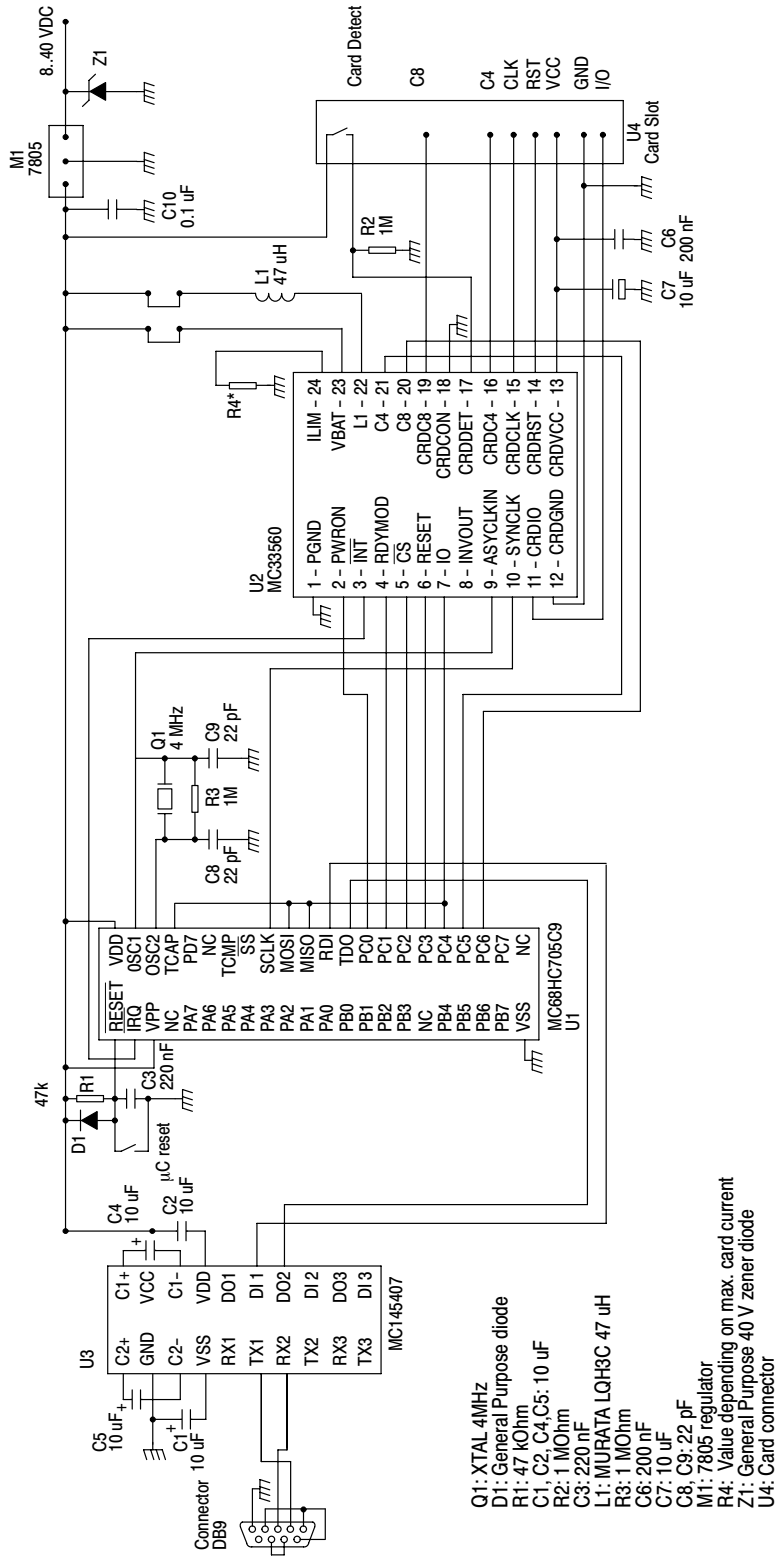 8..40 VDC
Z1
M1
7805
C10
0.1 uF
Card Detect
C8
C4
CLK
RST
VCC
GND
I/O
U4
Card Slot
R2
1M
C6
200 nF
C7
10 uF
L1
47 uH
R4*
ILIM - 24
VBAT - 23
L1 - 22
C4 - 21
C8 - 20
CRDC8 - 19
CRDCON - 18
CRDDET - 17
CRDC4 - 16
CRDCLK - 15
CRDRST - 14
CRDVCC - 13
U2
MC33560
1 - PGND
2 - PWRON
3 - INT
4 - RDYMOD
5 - CS
6 - RESET
7 - IO
8 - INVOUT
9 - ASYCLKIN
10 - SYNCLK
11 - CRDIO
12 - CRDGND
Q1
4 MHz
C9
22 pF
R3
1M
C8
22 pF
VDD
OSC1
OSC2
TCAP
PD7
NC
TCMP
SS
SCLK
MOSI
MISO
RDI
TDO
PC0
PC1
PC2
PC3
PC4
PC5
PC6
PC7
NC
RESET
IRQ
VPP
NC
PA7
PA6
PA5
PA4
PA3
PA2
PA1
PA0
PB0
PB1
PB2
PB3
NC
PB4
PB5
PB6
PB7
VSS
MC68HC705C9
U1
47k
R1
D1
C3
220 nF
µC reset
C4
10 uF
C2
10 uF
+
C1+
VCC
C1-
VDD
DO1
DI1
DO2
DI2
DO3
DI3
U3
C2+
GND
C2-
VSS
RX1
TX1
RX2
TX2
RX3
TX3
MC145407
C5
10 uF
+
C1
10 uF
+
Connector
DB9
Q1: XTAL 4MHz
D1: General Purpose diode
R1: 47 kOhm
C1, C2, C4,C5: 10 uF
R2: 1 MOhm
C3: 220 nF
L1: MURATA LQH3C 47 uH
R3: 1 MOhm
C6: 200 nF
C7: 10 uF
C8, C9: 22 pF
M1: 7805 regulator
R4: Value depending on max. card current
Z1: General Purpose 40 V zener diode
U4: Card connector